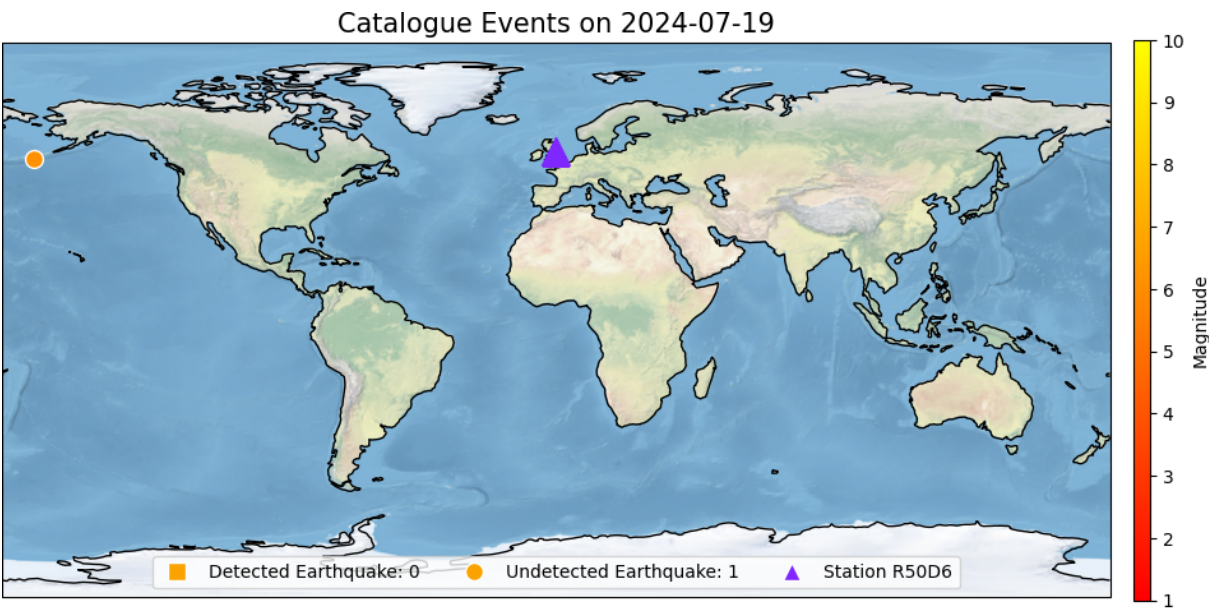 Catalogue Events on 2024-07-19
10
9
8
7
6
5
4
3
2
1
Magnitude
Detected Earthquake: 0
Undetected Earthquake: 1
Station R50D6